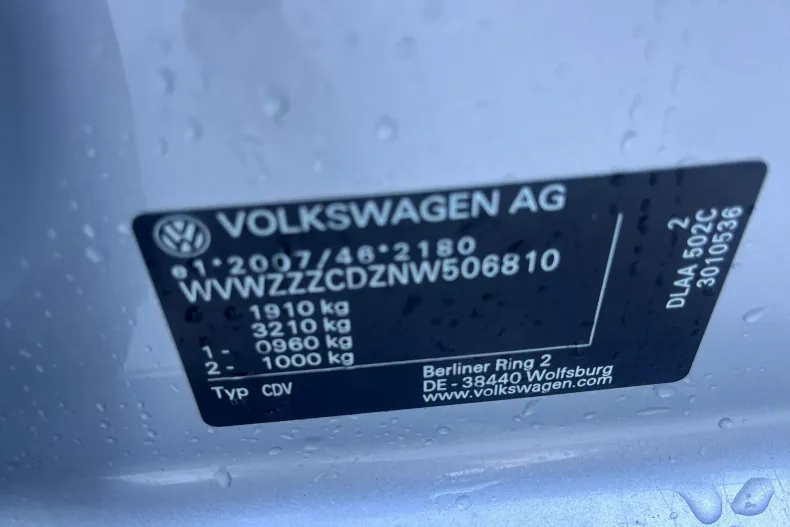 VOLKSWAGEN AG
e1*2007/46*2180
WVWZZZCDZNW506810
1910 kg
3210 kg
1 - 0960 kg
2 - 1000 kg
Typ CDV
Berliner Ring 2
DE - 38440 Wolfsburg
www.volkswagen.com
2
DLAA 502C
3010536